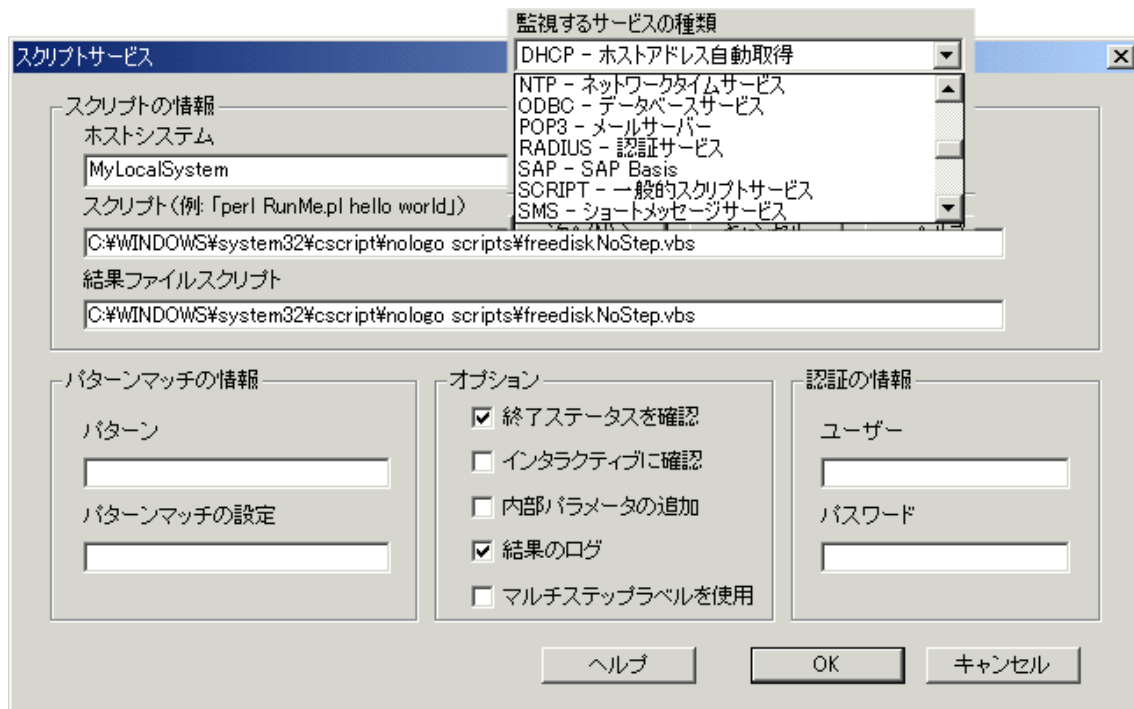 監視するサービスの種類
DHCP - ホストアドレス自動取得
スクリプトサービス
NTP - ネットワークタイムサービス
ODBC - データベースサービス
POP3 - メールサーバー
RADIUS - 認証サービス
SAP - SAP Basis
SCRIPT - 一般的スクリプトサービス
SMS - ショートメッセージサービス
スクリプトの情報
ホストシステム
MyLocalSystem
スクリプト(例: 「perl RunMe.pl hello world」)
C:¥WINDOWS¥system32¥cscript¥nologo scripts¥freediskNoStep.vbs
結果ファイルスクリプト
C:¥WINDOWS¥system32¥cscript¥nologo scripts¥freediskNoStep.vbs
パターンマッチの情報
パターン
パターンマッチの設定
オプション
終了ステータスを確認
インタラクティブに確認
内部パラメータの追加
結果のログ
マルチステップラベルを使用
認証の情報
ユーザー
パスワード
ヘルプ
OK
キャンセル